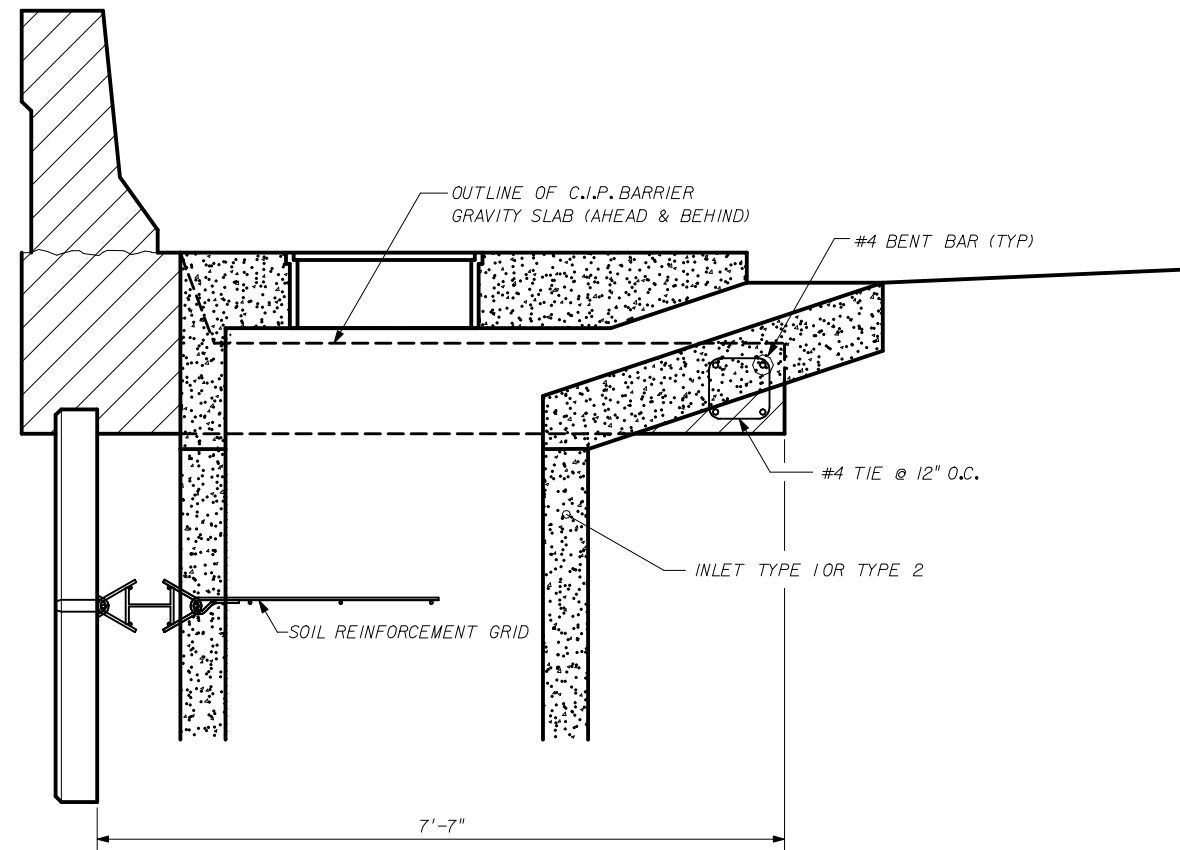 OUTLINE OF C.I.P. BARRIER
GRAVITY SLAB (AHEAD & BEHIND)
#4 BENT BAR (TYP)
#4 TIE @ 12" O.C.
INLET TYPE 1 OR TYPE 2
SOIL REINFORCEMENT GRID
7'-7"